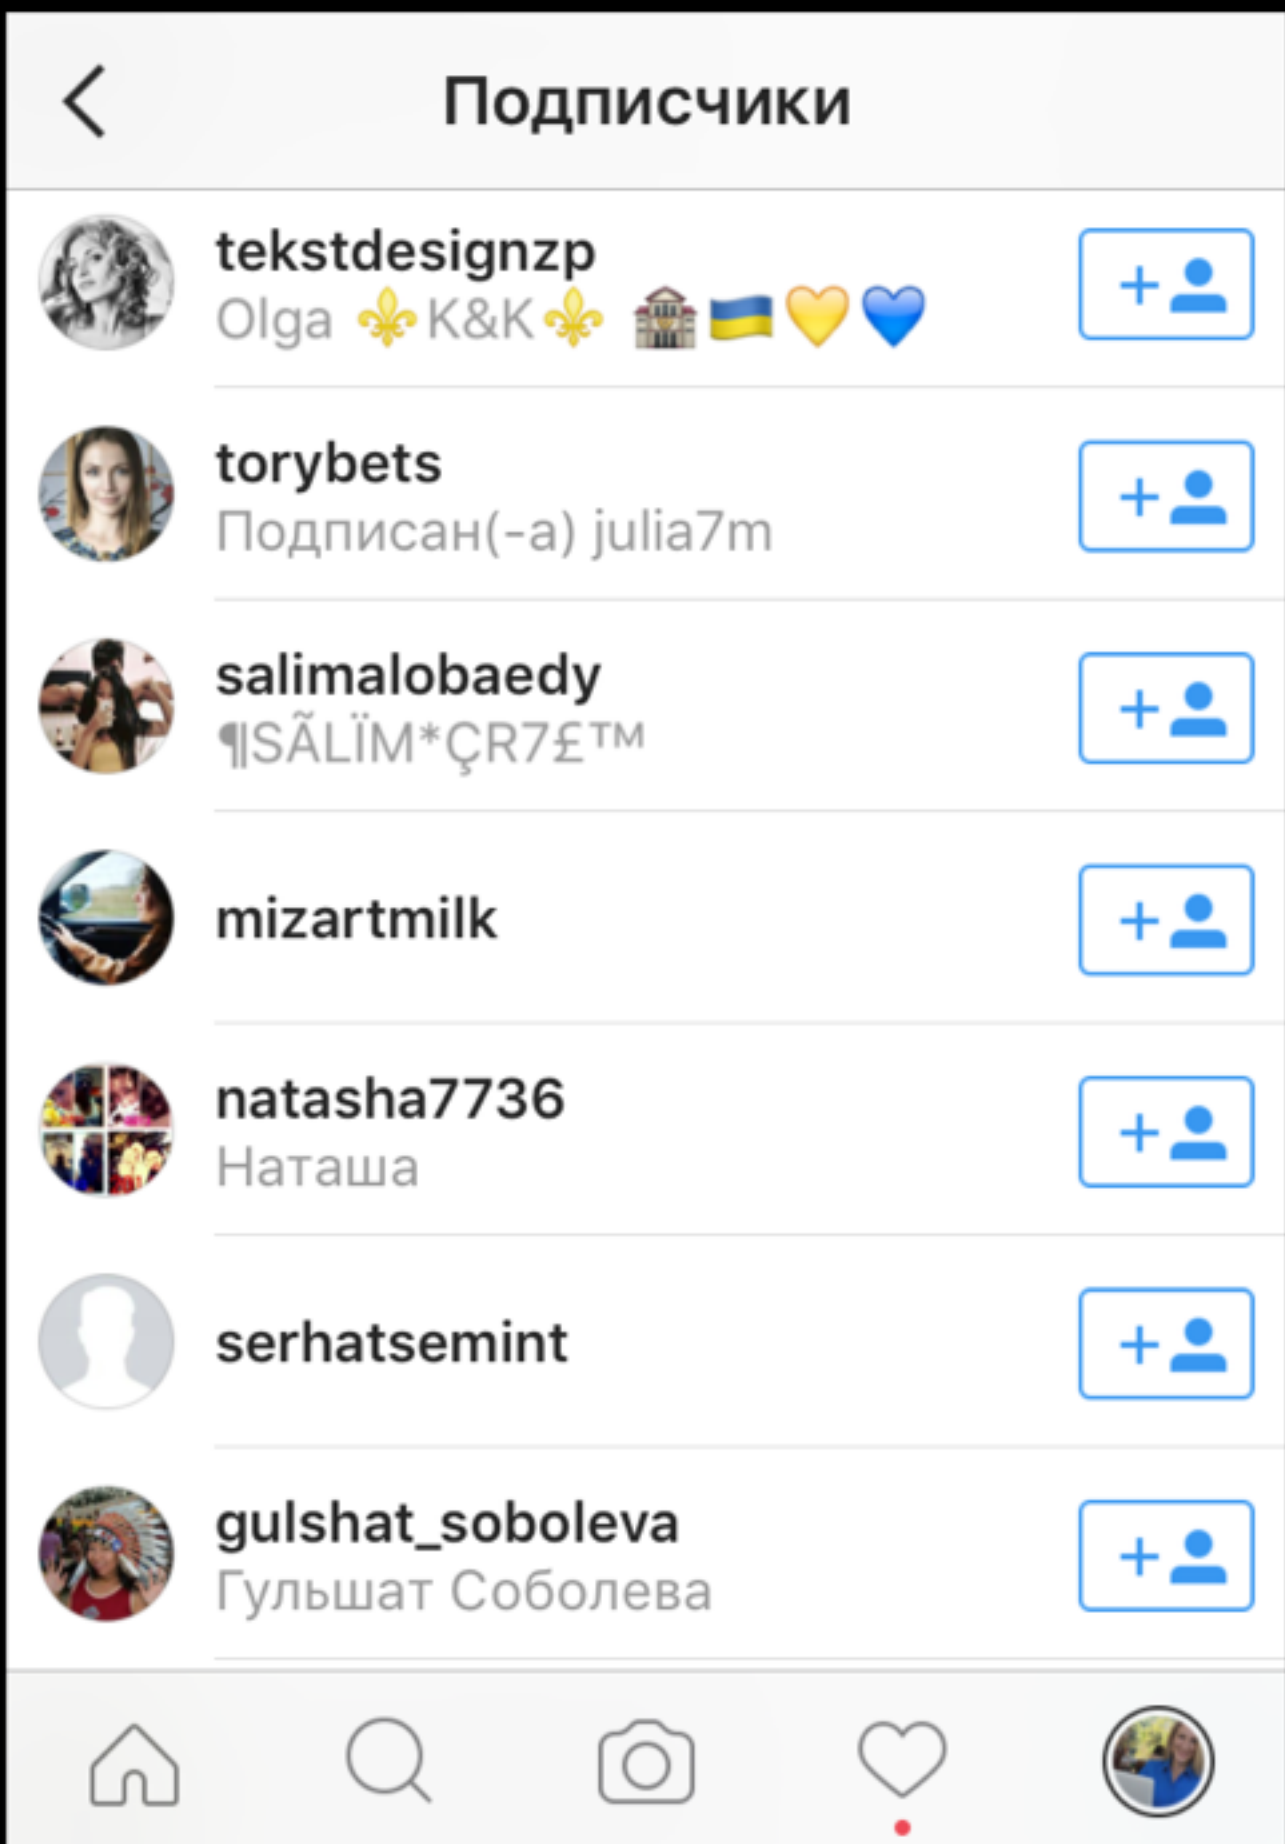 Подписчики
tekstdesignzp
Olga ⚜️K&K⚜️ 🏫🇺🇦💛💙
torybets
Подписан(-а) julia7m
salimalobaedy
¶SÃLÏM*ÇR7£™
mizartmilk
natasha7736
Наташа
serhatsemint
gulshat_soboleva
Гульшат Соболева